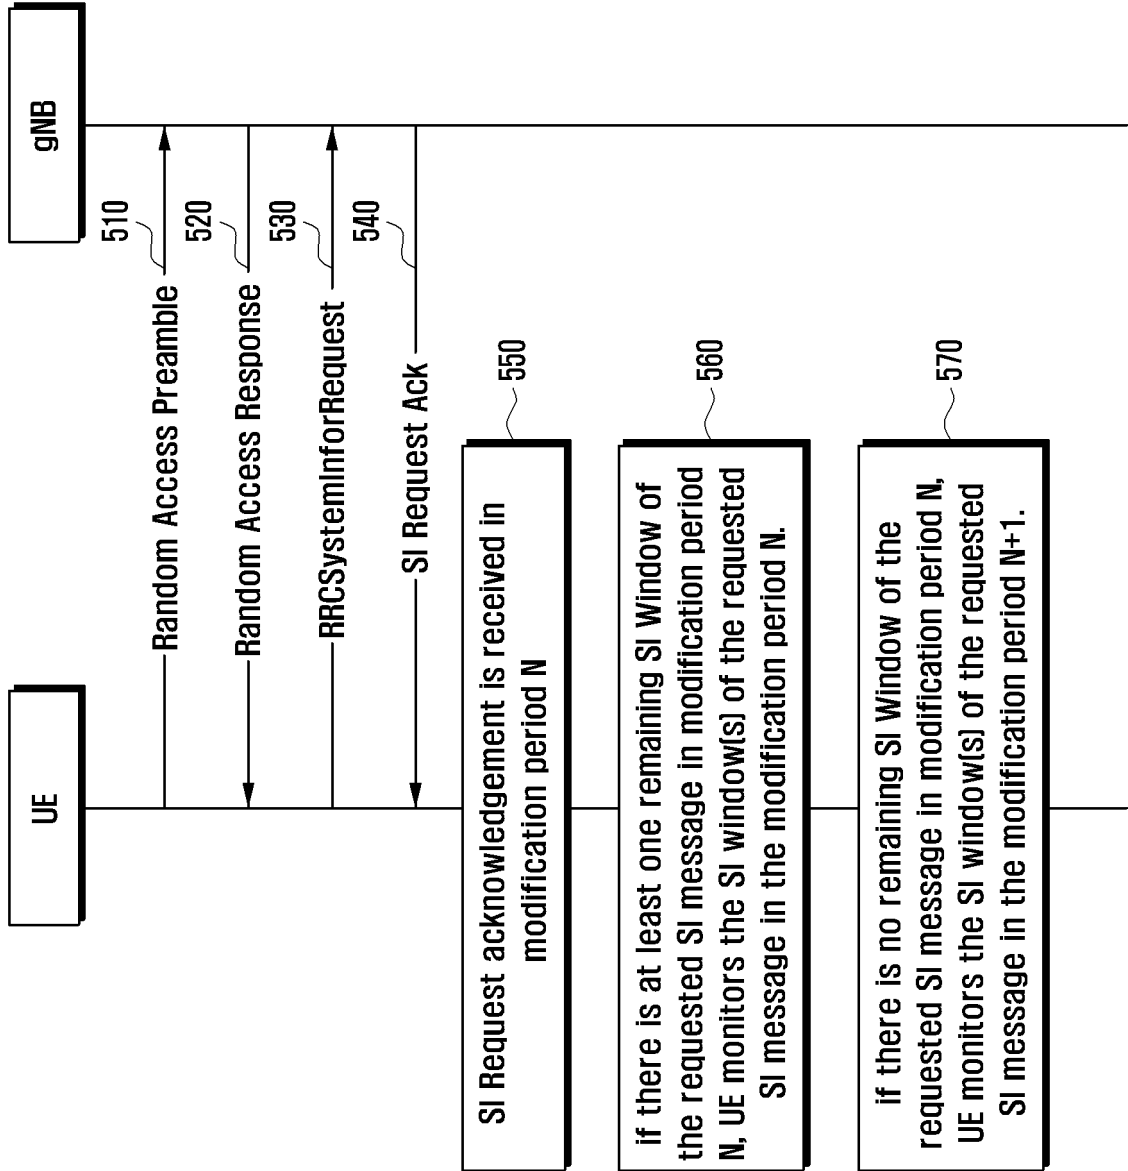 UE
gNB
Random Access Preamble
510
Random Access Response
520
RRCSystemInforRequest
530
SI Request Ack
540
SI Request acknowledgement is received in
modification period N
550
if there is at least one remaining SI Window of
the requested SI message in modification period
N, UE monitors the SI window(s) of the requested
SI message in the modification period N.
560
if there is no remaining SI Window of the
requested SI message in modification period N,
UE monitors the SI window(s) of the requested
SI message in the modification period N+1.
570